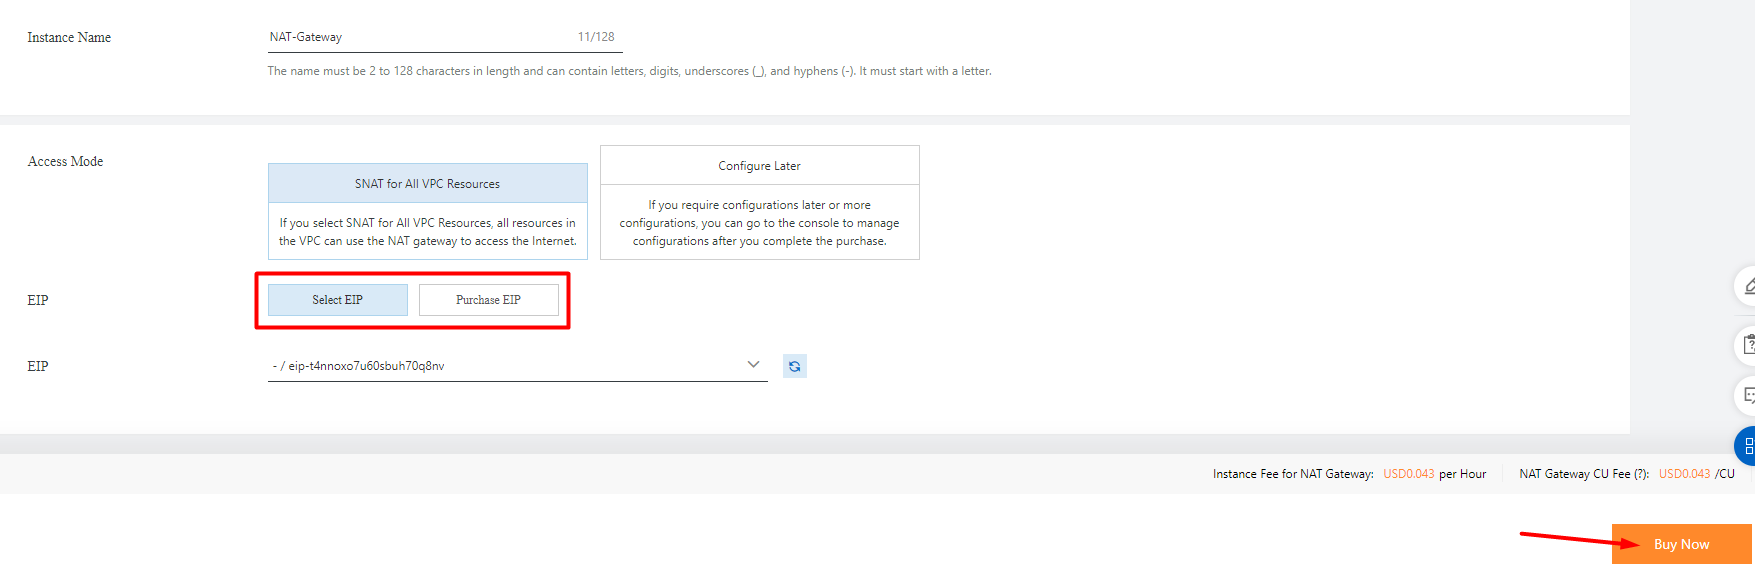 Instance Name
NAT-Gateway 11/128
The name must be 2 to 128 characters in length and can contain letters, digits, underscores (_), and hyphens (-). It must start with a letter.
Access Mode
SNAT for All VPC Resources
If you select SNAT for All VPC Resources, all resources in
the VPC can use the NAT gateway to access the Internet.
Configure Later
If you require configurations later or more
configurations, you can go to the console to manage
configurations after you complete the purchase.
EIP
Select EIP
Purchase EIP
EIP
- / eip-t4nnoxo7u60sbuh70q8nv
Instance Fee for NAT Gateway: USD0.043 per Hour
NAT Gateway CU Fee (?): USD0.043 /CU
Buy Now